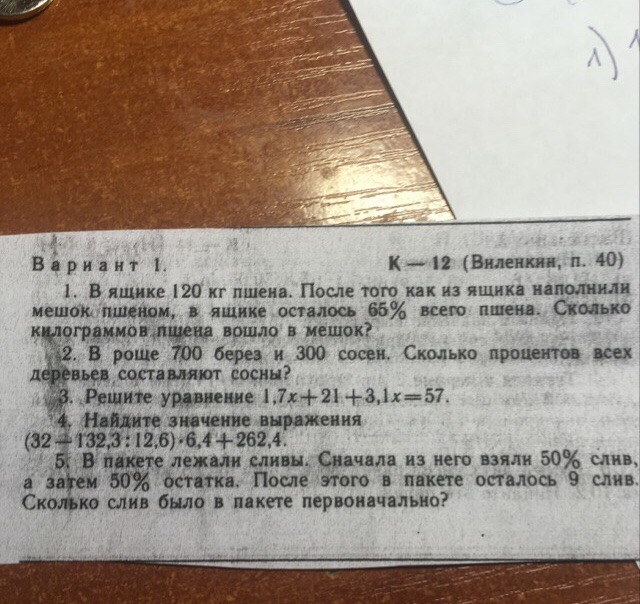 1)
Вариант 1. К — 12 (Виленкин, п. 40)
1. В ящике 120 кг пшена. После того как из ящика наполнили
мешок пшеном, в ящике осталось 65% всего пшена. Сколько
килограммов пшена вошло в мешок?
2. В роще 700 берез и 300 сосен. Сколько процентов всех
деревьев составляют сосны?
3. Решите уравнение 1,7x+21+3,1x=57.
4. Найдите значение выражения
(32—132,3:12,6)·6,4+262,4.
5. В пакете лежали сливы. Сначала из него взяли 50% слив,
а затем 50% остатка. После этого в пакете осталось 9 слив.
Сколько слив было в пакете первоначально?